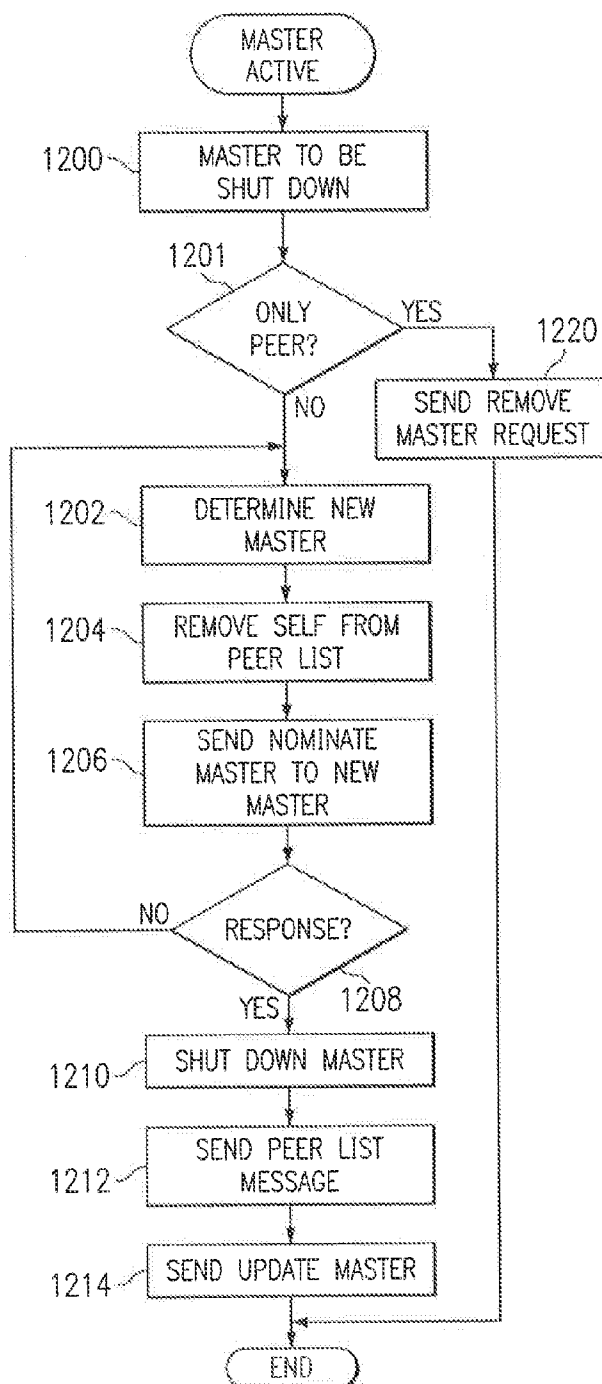 MASTER
ACTIVE
1200
MASTER TO BE
SHUT DOWN
1201
ONLY
PEER?
YES
1220
NO
SEND REMOVE
MASTER REQUEST
1202
DETERMINE NEW
MASTER
1204
REMOVE SELF FROM
PEER LIST
1206
SEND NOMINATE
MASTER TO NEW
MASTER
NO
RESPONSE?
YES
1208
1210
SHUT DOWN MASTER
1212
SEND PEER LIST
MESSAGE
1214
SEND UPDATE MASTER
END